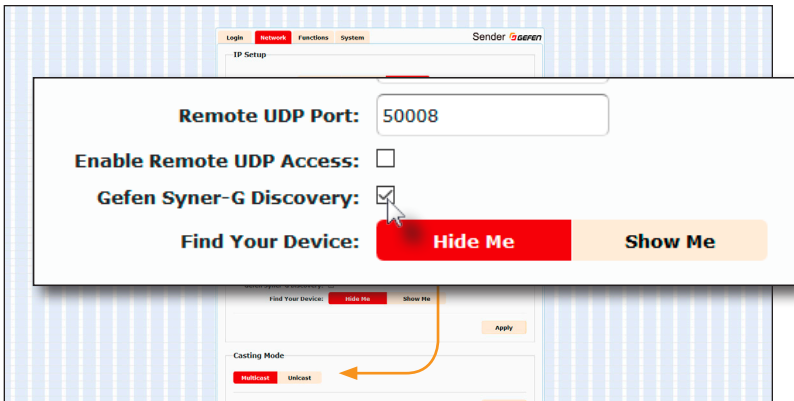 Login Network Functions System Sender GEFEN
IP Setup
Remote UDP Port: 50008
Enable Remote UDP Access:
Gefen Syner-G Discovery:
Find Your Device: Hide Me Show Me
Find Your Device: Hide Me Show Me
Apply
Casting Mode
Multicast Unicast